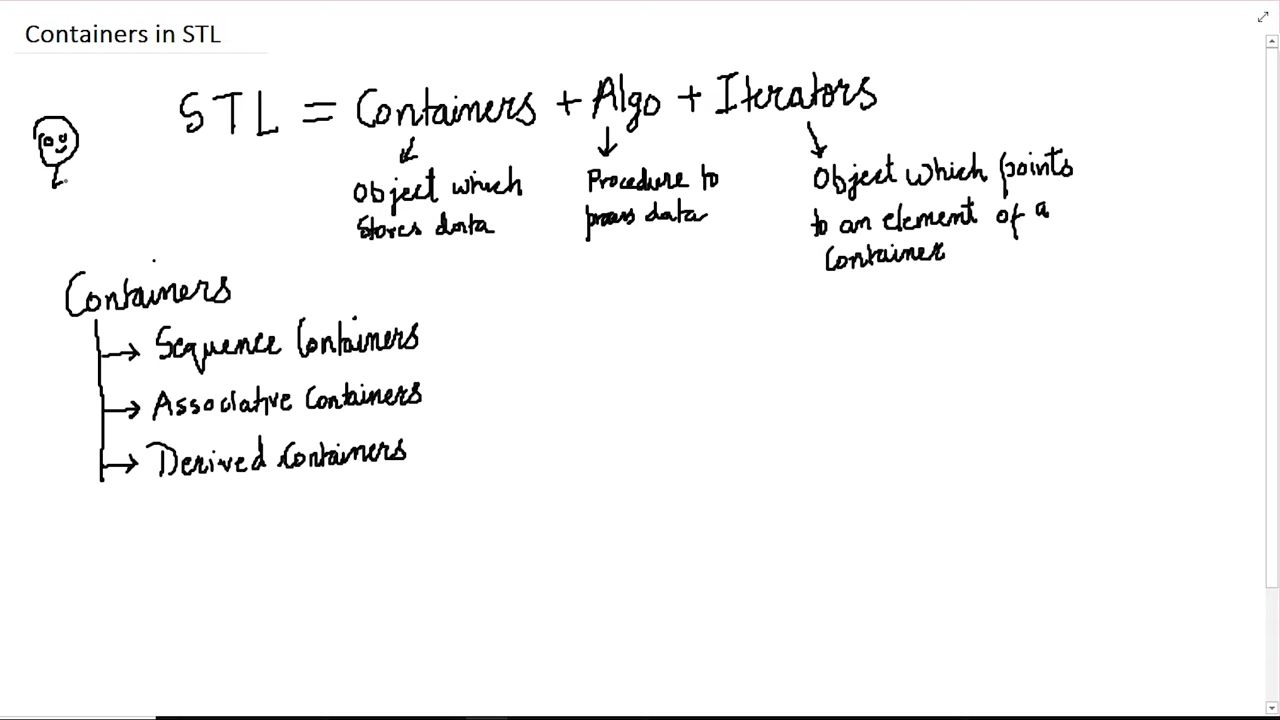 Containers in STL
STL = Containers + Algo + Iterators
Object which
stores data
Procedure to
process data
Object which points
to an element of a
Container
Containers
Sequence Containers
Associative Containers
Derived Containers